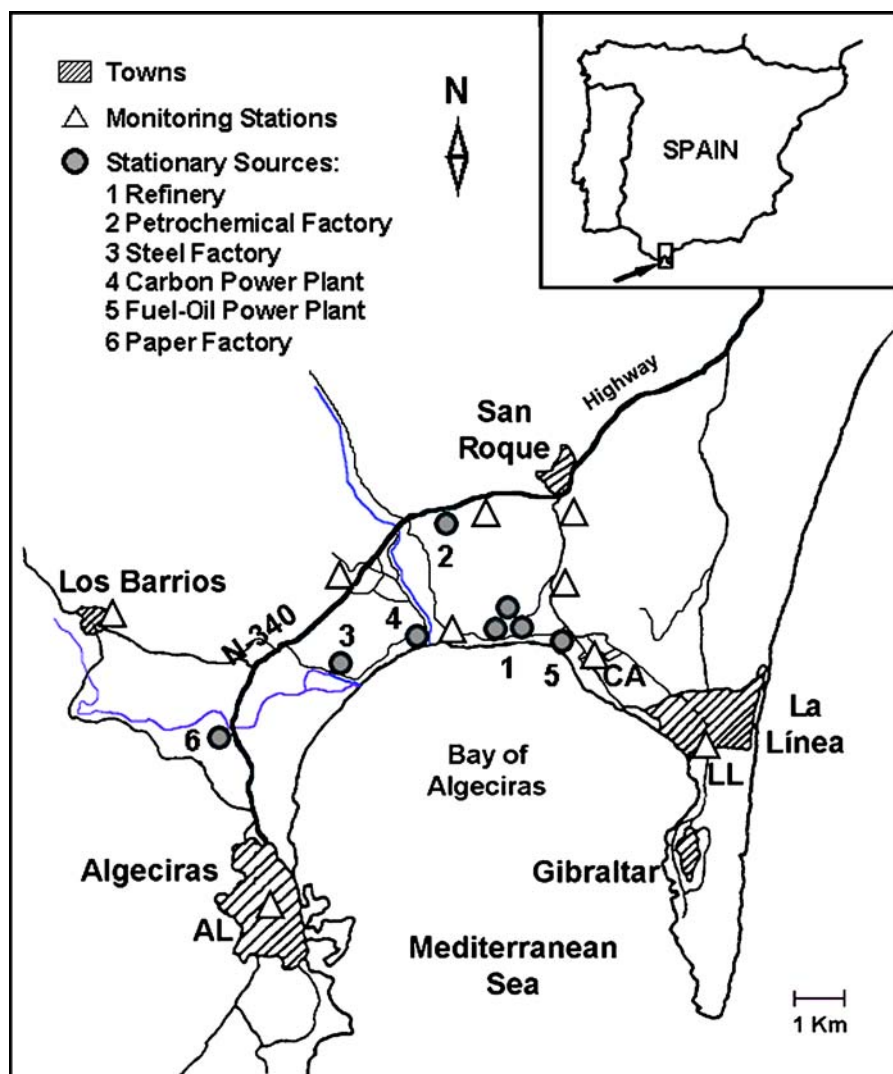 Towns
Monitoring Stations
Stationary Sources:
1 Refinery
2 Petrochemical Factory
3 Steel Factory
4 Carbon Power Plant
5 Fuel-Oil Power Plant
6 Paper Factory
N
SPAIN
Highway
San
Roque
2
Los Barrios
N-340
3
4
1
5
CA
6
La
Línea
LL
Bay of
Algeciras
Gibraltar
Algeciras
AL
Mediterranean
Sea
1 Km